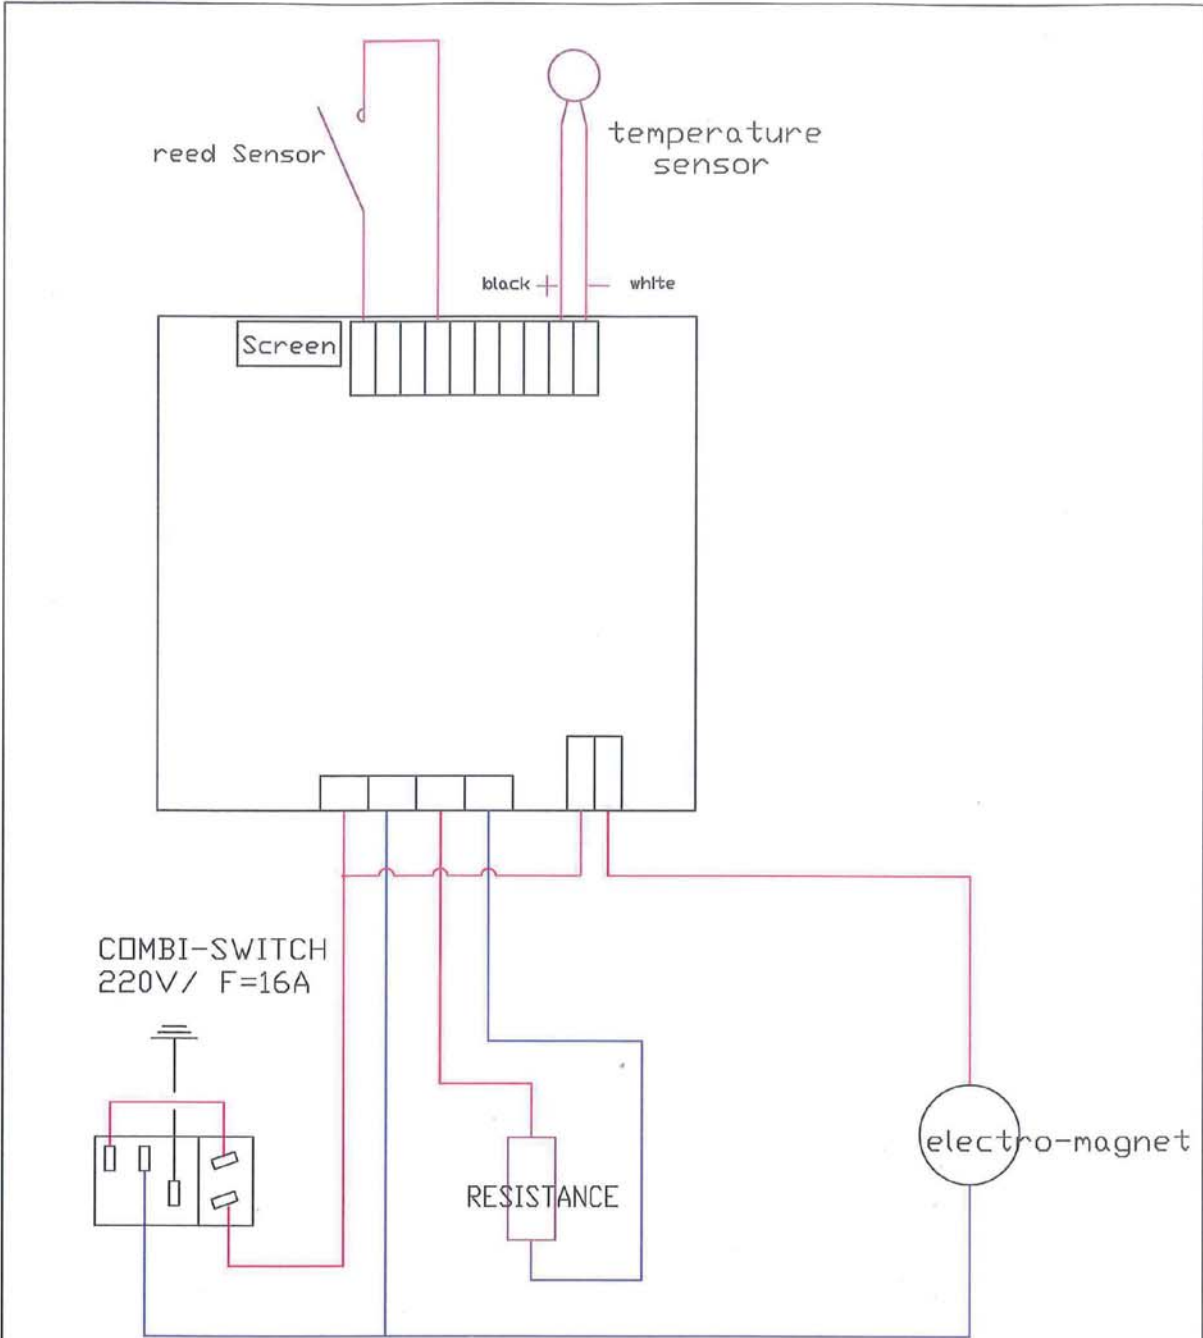 reed Sensor
temperature
sensor
black + - white
Screen
COMBI-SWITCH
220V/ F=16A
RESISTANCE
electro-magnet